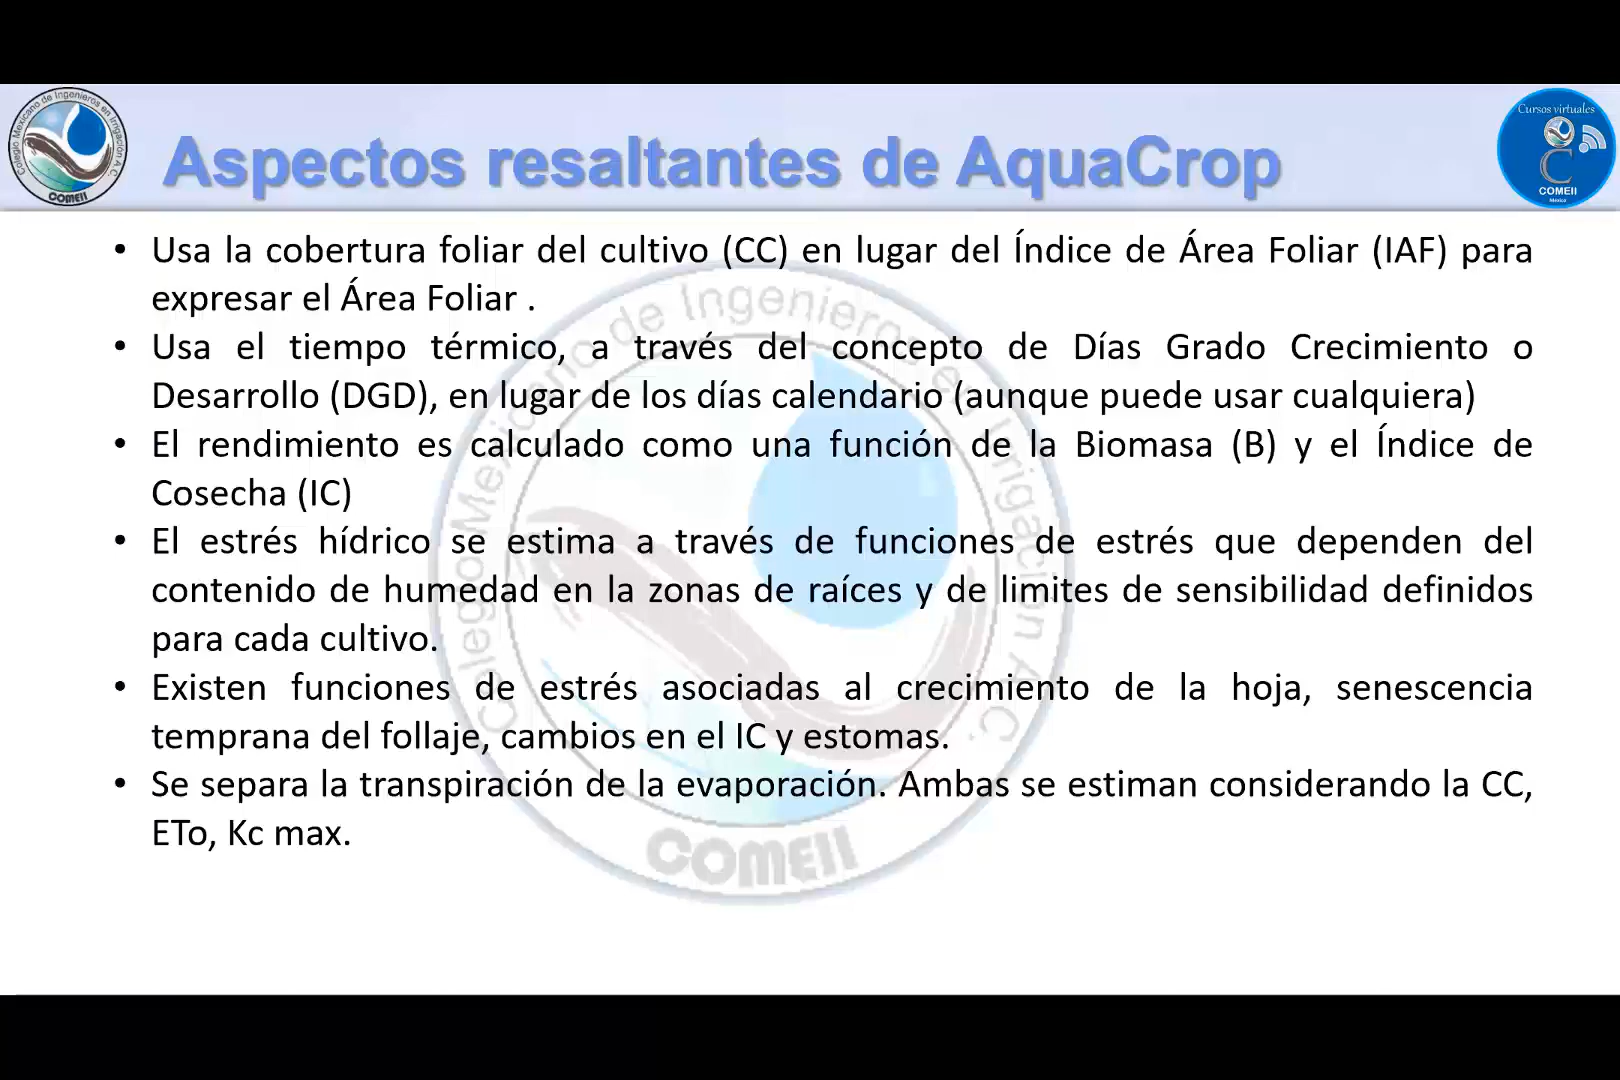 Colegio Mexicano de Ingenieros en Irrigación A.C.
COMEII
Aspectos resaltantes de AquaCrop
Cursos virtuales
COMEII
México
• Usa la cobertura foliar del cultivo (CC) en lugar del Índice de Área Foliar (IAF) para
expresar el Área Foliar .
• Usa el tiempo térmico, a través del concepto de Días Grado Crecimiento o
Desarrollo (DGD), en lugar de los días calendario (aunque puede usar cualquiera)
• El rendimiento es calculado como una función de la Biomasa (B) y el Índice de
Cosecha (IC)
• El estrés hídrico se estima a través de funciones de estrés que dependen del
contenido de humedad en la zonas de raíces y de limites de sensibilidad definidos
para cada cultivo.
• Existen funciones de estrés asociadas al crecimiento de la hoja, senescencia
temprana del follaje, cambios en el IC y estomas.
• Se separa la transpiración de la evaporación. Ambas se estiman considerando la CC,
ETo, Kc max.
Colegio Mexicano de Ingenieros en Irrigación A.C.
COMEII